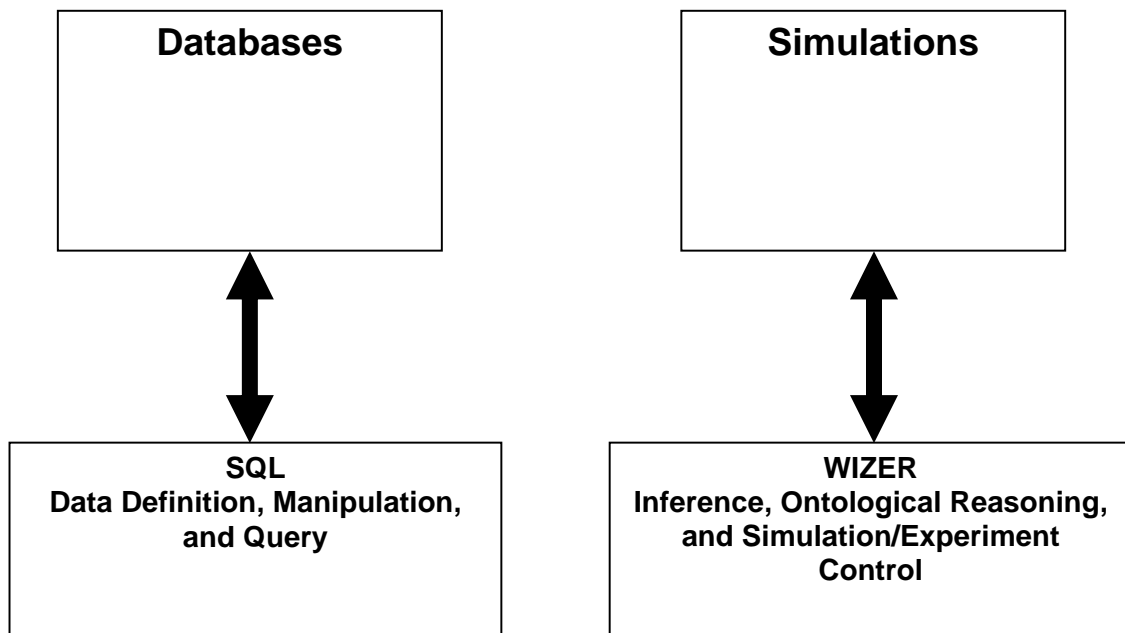 Databases
Simulations
SQL
Data Definition, Manipulation,
and Query
WIZER
Inference, Ontological Reasoning,
and Simulation/Experiment
Control